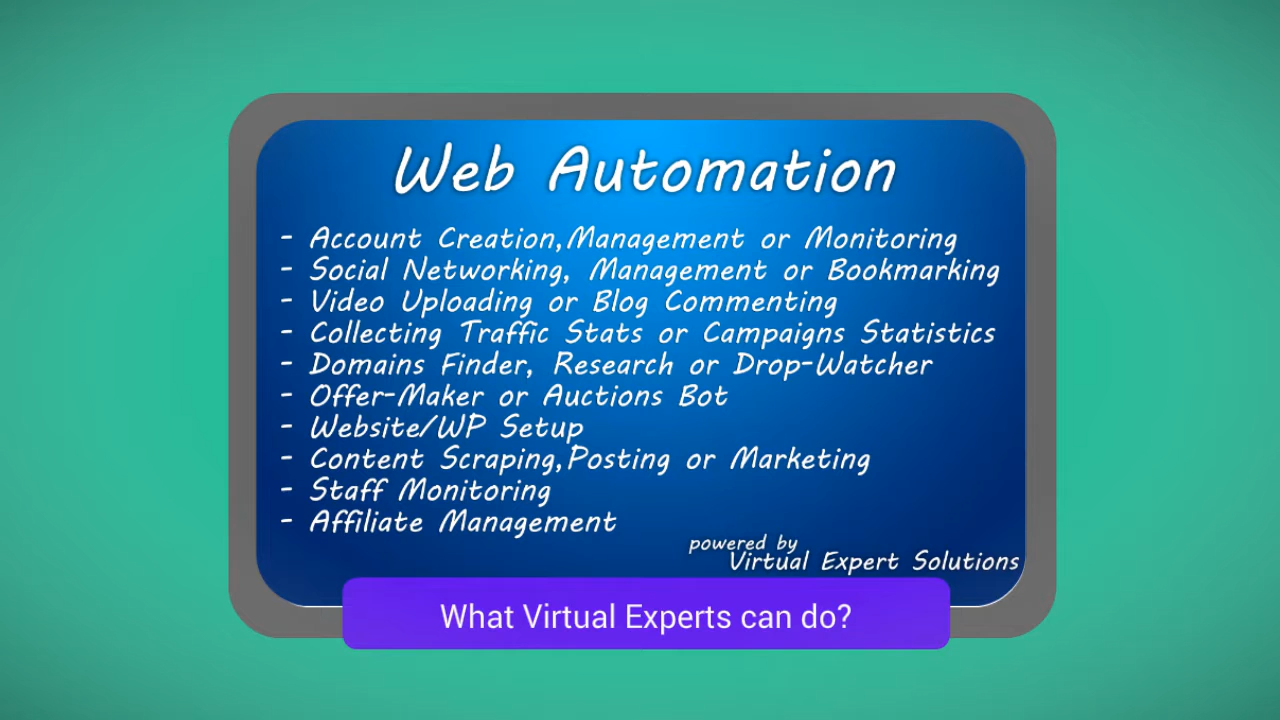 Web Automation
- Account Creation,Management or Monitoring
- Social Networking, Management or Bookmarking
- Video Uploading or Blog Commenting
- Collecting Traffic Stats or Campaigns Statistics
- Domains Finder, Research or Drop-Watcher
- Offer-Maker or Auctions Bot
- Website/WP Setup
- Content Scraping,Posting or Marketing
- Staff Monitoring
- Affiliate Management
powered by
Virtual Expert Solutions
What Virtual Experts can do?